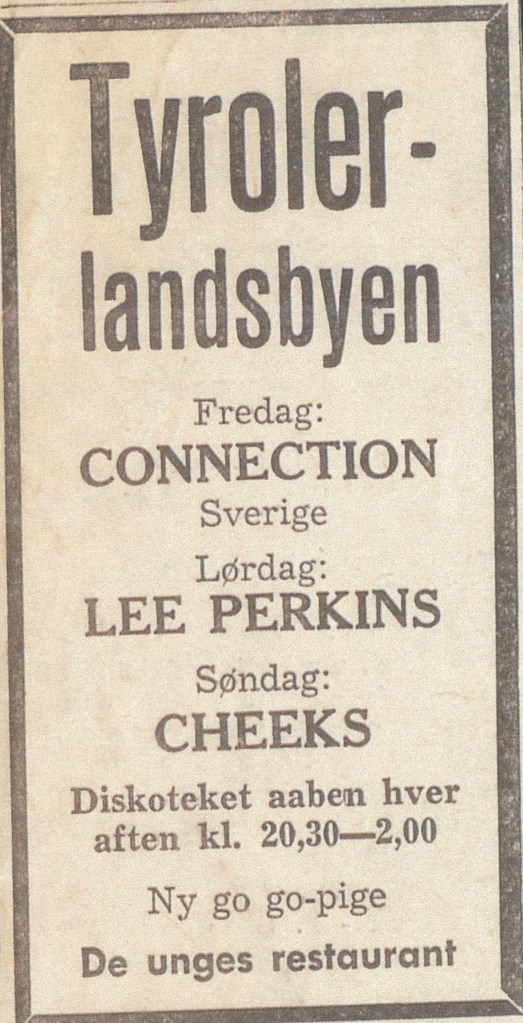 Tyroler-
landsbyen
Fredag:
CONNECTION
Sverige
Lørdag:
LEE PERKINS
Søndag:
CHEEKS
Diskoteket aaben hver
aften kl. 20,30—2,00
Ny go go-pige
De unges restaurant